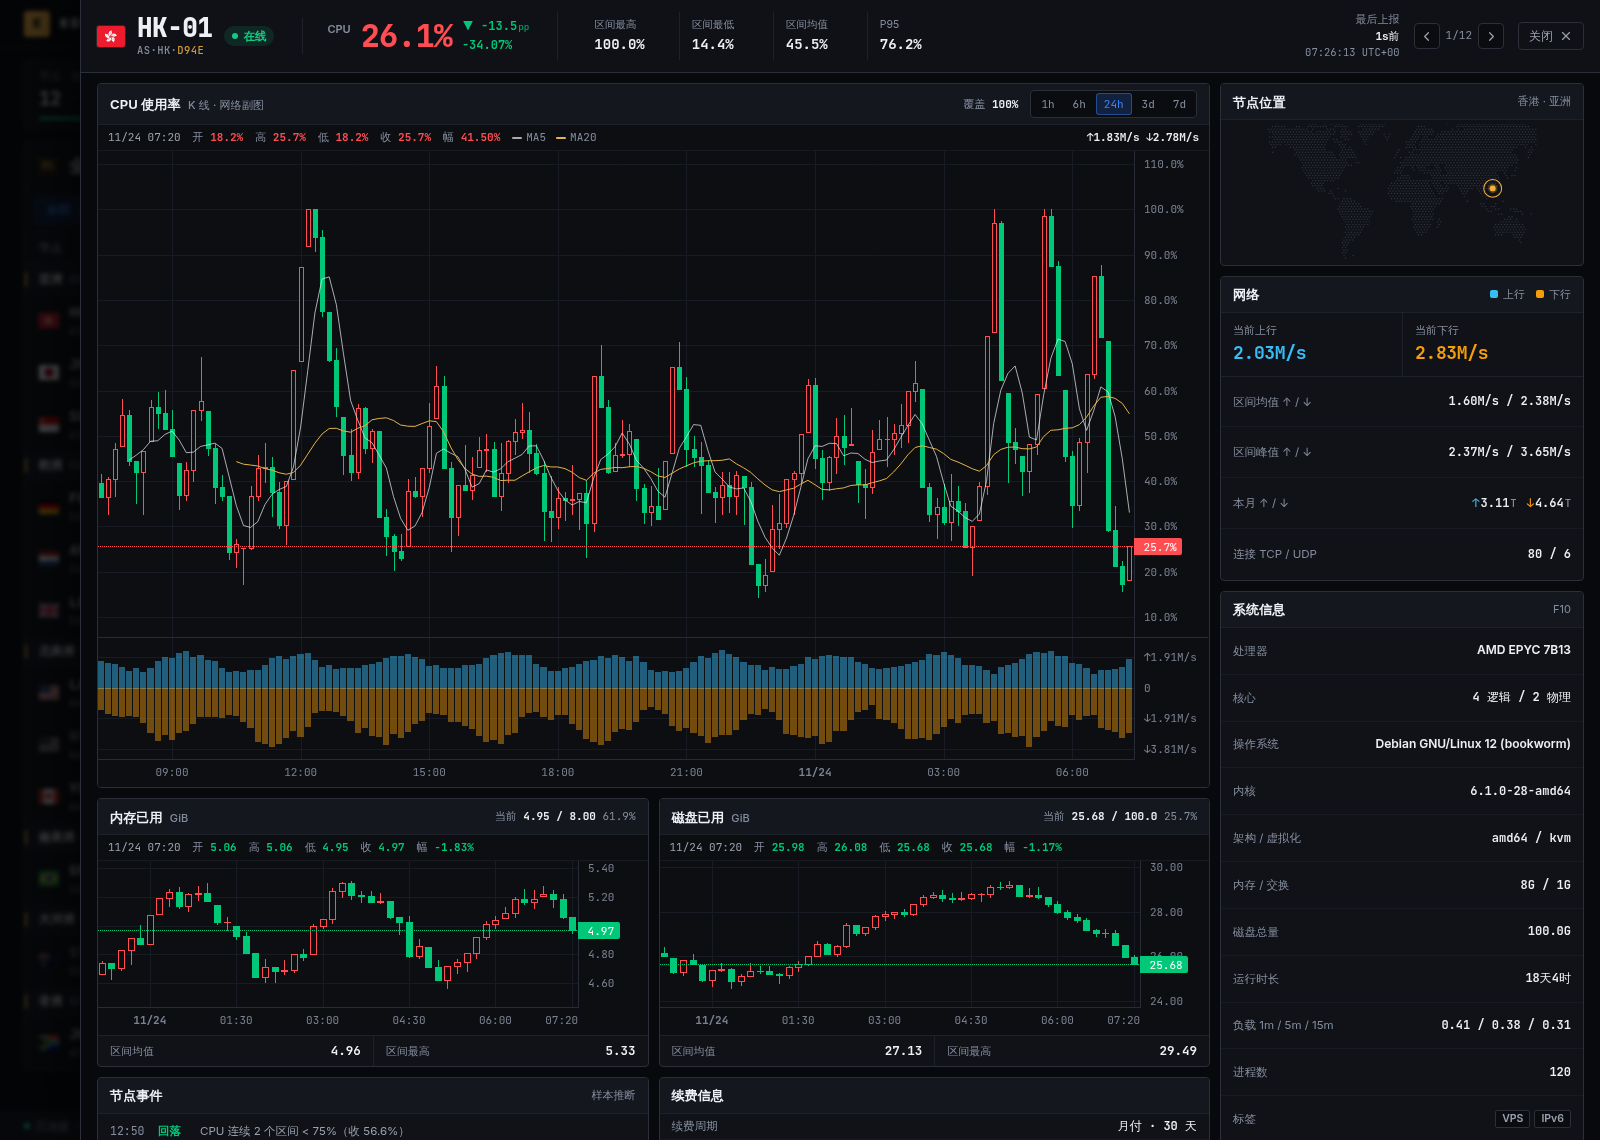 HK-01
AS·HK·D94E
在线
CPU 26.1% ▼ -13.5pp
-34.07%
区间最高 区间最低 区间均值 P95
100.0% 14.4% 45.5% 76.2%
最后上报
1s前
07:26:13 UTC+00
1/12
关闭 ✕
CPU 使用率 K 线 · 网络副图
覆盖 100% 1h 6h 24h 3d 7d
11/24 07:20 开 18.2% 高 25.7% 低 18.2% 收 25.7% 幅 41.50% MA5 MA20
↑1.83M/s ↓2.78M/s
110.0%
100.0%
90.0%
80.0%
70.0%
60.0%
50.0%
40.0%
30.0%
25.7%
20.0%
10.0%
↑1.91M/s
0
↓1.91M/s
↓3.81M/s
09:00 12:00 15:00 18:00 21:00 11/24 03:00 06:00
内存已用 GiB
当前 4.95 / 8.00 61.9%
11/24 07:20 开 5.06 高 5.06 低 4.95 收 4.97 幅 -1.83%
5.40
5.20
4.97
4.80
4.60
11/24 01:30 03:00 04:30 06:00 07:20
区间均值 4.96 区间最高 5.33
磁盘已用 GiB
当前 25.68 / 100.0 25.7%
11/24 07:20 开 25.98 高 26.08 低 25.68 收 25.68 幅 -1.17%
30.00
28.00
25.68
24.00
11/24 01:30 03:00 04:30 06:00 07:20
区间均值 27.13 区间最高 29.49
节点事件 样本推断
12:50 回落 CPU 连续 2 个区间 < 75%（收 56.6%）
续费信息
续费周期 月付 · 30 天
节点位置 香港 · 亚洲
网络 上行 下行
当前上行 当前下行
2.03M/s 2.83M/s
区间均值 ↑ / ↓ 1.60M/s / 2.38M/s
区间峰值 ↑ / ↓ 2.37M/s / 3.65M/s
本月 ↑ / ↓ ↑3.11T ↓4.64T
连接 TCP / UDP 80 / 6
系统信息 F10
处理器 AMD EPYC 7B13
核心 4 逻辑 / 2 物理
操作系统 Debian GNU/Linux 12 (bookworm)
内核 6.1.0-28-amd64
架构 / 虚拟化 amd64 / kvm
内存 / 交换 8G / 1G
磁盘总量 100.0G
运行时长 18天4时
负载 1m / 5m / 15m 0.41 / 0.38 / 0.31
进程数 120
标签 VPS IPv6